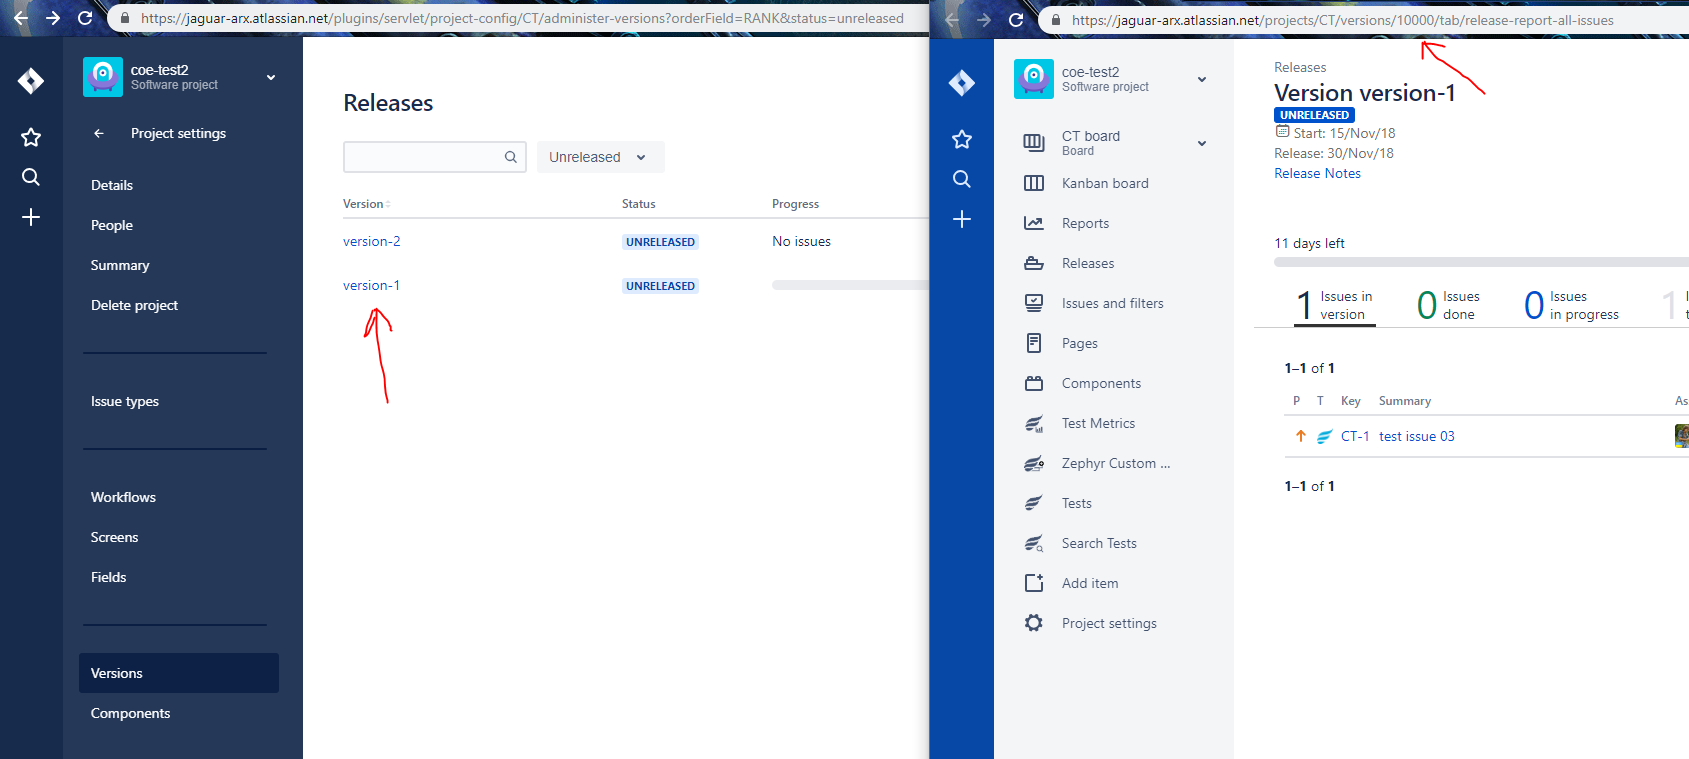 https://jaguar-arx.atlassian.net/plugins/servlet/project-config/CT/administer-versions?orderField=RANK&status=unreleased
coe-test2
Software project
Project settings
Details
People
Summary
Delete project
Issue types
Workflows
Screens
Fields
Versions
Components
Releases
Unreleased
Version Status Progress
version-2 UNRELEASED No issues
version-1 UNRELEASED
https://jaguar-arx.atlassian.net/projects/CT/versions/10000/tab/release-report-all-issues
coe-test2
Software project
CT board
Board
Kanban board
Reports
Releases
Issues and filters
Pages
Components
Test Metrics
Zephyr Custom ...
Tests
Search Tests
Add item
Project settings
Releases
Version version-1
UNRELEASED
Start: 15/Nov/18
Release: 30/Nov/18
Release Notes
11 days left
1 Issues in version
0 Issues done
0 Issues in progress
1
1–1 of 1
P T Key Summary As
CT-1 test issue 03
1–1 of 1